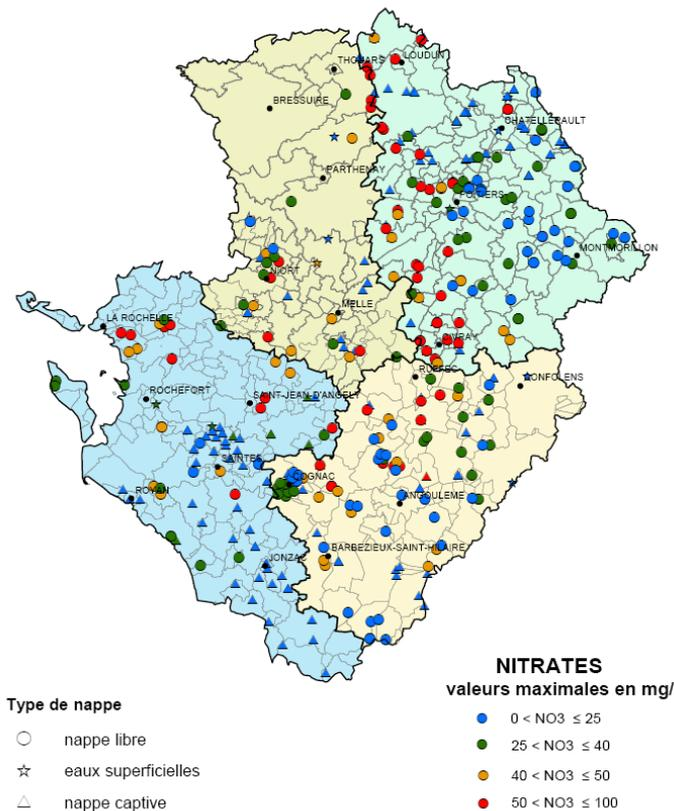 LOUDUN
THOUARS
BRESSUIRE
CHATELLERAULT
PARTHENAY
POITIERS
MONTMORILLON
NIORT
MELLE
LA ROCHELLE
CIVRAY
RUFFEC
CONFOLENS
ROCHEFORT
SAINT-JEAN-D'ANGELY
SAINTES
COGNAC
ROYAN
ANGOULEME
BARBEZIEUX-SAINT-HILAIRE
JONZAC
NITRATES
valeurs maximales en mg/
Type de nappe
0 < NO3 ≤ 25
nappe libre
25 < NO3 ≤ 40
eaux superficielles
40 < NO3 ≤ 50
nappe captive
50 < NO3 ≤ 100